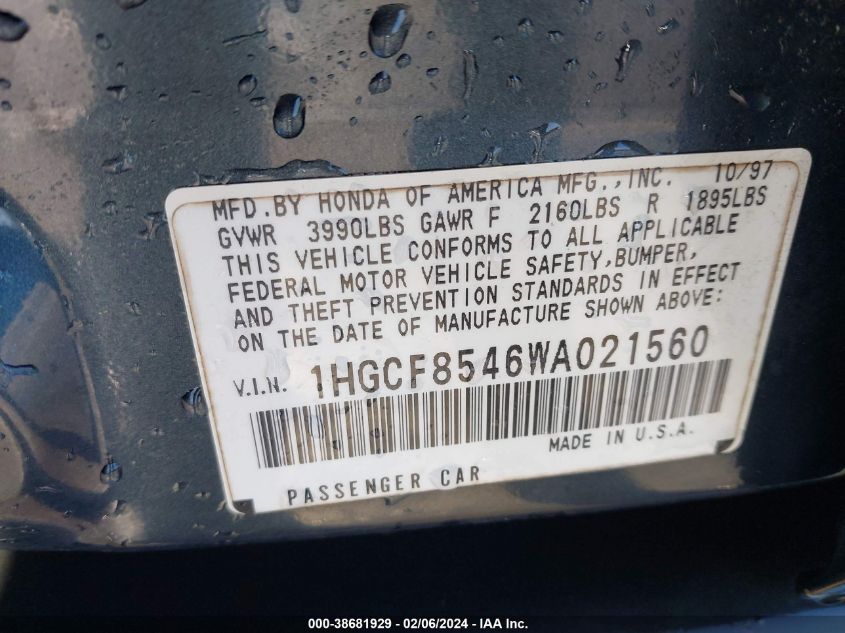 MFD.BY HONDA OF AMERICA MFG.,INC. 10/97
GVWR 3990LBS GAWR F 2160LBS R 1895LBS
THIS VEHICLE CONFORMS TO ALL APPLICABLE
FEDERAL MOTOR VEHICLE SAFETY,BUMPER,
AND THEFT PREVENTION STANDARDS IN EFFECT
ON THE DATE OF MANUFACTURE SHOWN ABOVE:
V.I.N. 1HGCF8546WA021560
MADE IN U.S.A.
PASSENGER CAR
000-38681929 - 02/06/2024 - IAA Inc.